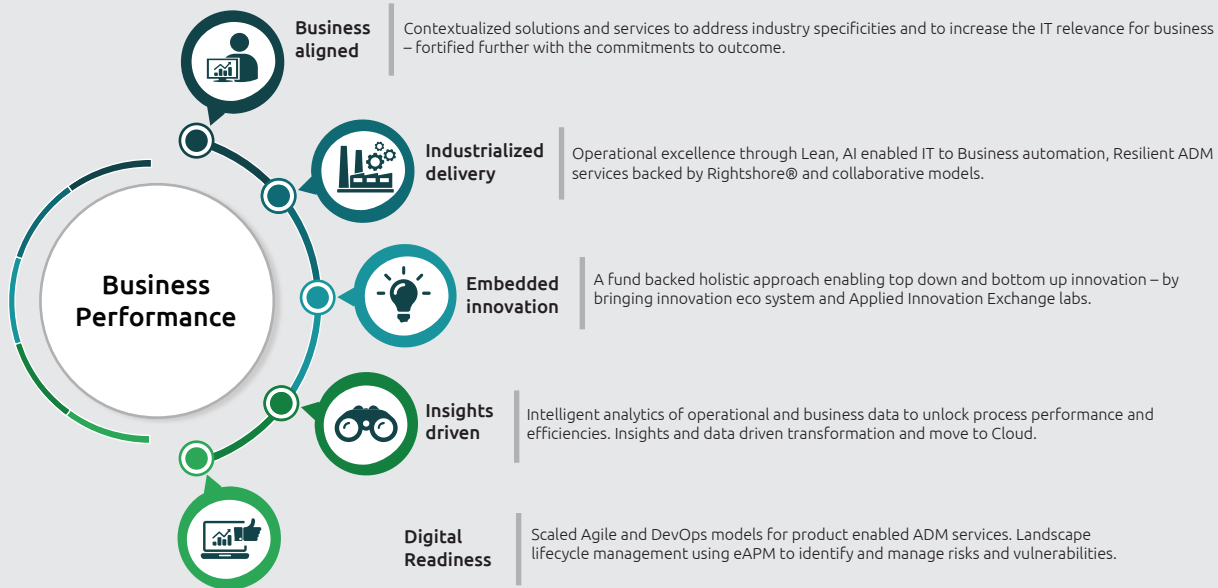 Business
aligned
Contextualized solutions and services to address industry specificities and to increase the IT relevance for business
– fortified further with the commitments to outcome.
Industrialized
delivery
Operational excellence through Lean, AI enabled IT to Business automation, Resilient ADM
services backed by Rightshore® and collaborative models.
Business
Performance
Embedded
innovation
A fund backed holistic approach enabling top down and bottom up innovation – by
bringing innovation eco system and Applied Innovation Exchange labs.
Insights
driven
Intelligent analytics of operational and business data to unlock process performance and
efficiencies. Insights and data driven transformation and move to Cloud.
Digital
Readiness
Scaled Agile and DevOps models for product enabled ADM services. Landscape
lifecycle management using eAPM to identify and manage risks and vulnerabilities.